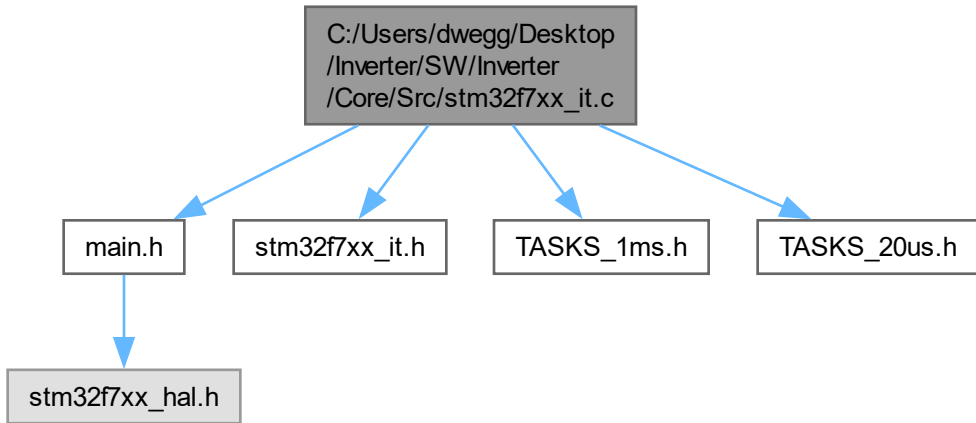 C:/Users/dwegg/Desktop
/Inverter/SW/Inverter
/Core/Src/stm32f7xx_it.c
main.h
stm32f7xx_it.h
TASKS_1ms.h
TASKS_20us.h
stm32f7xx_hal.h